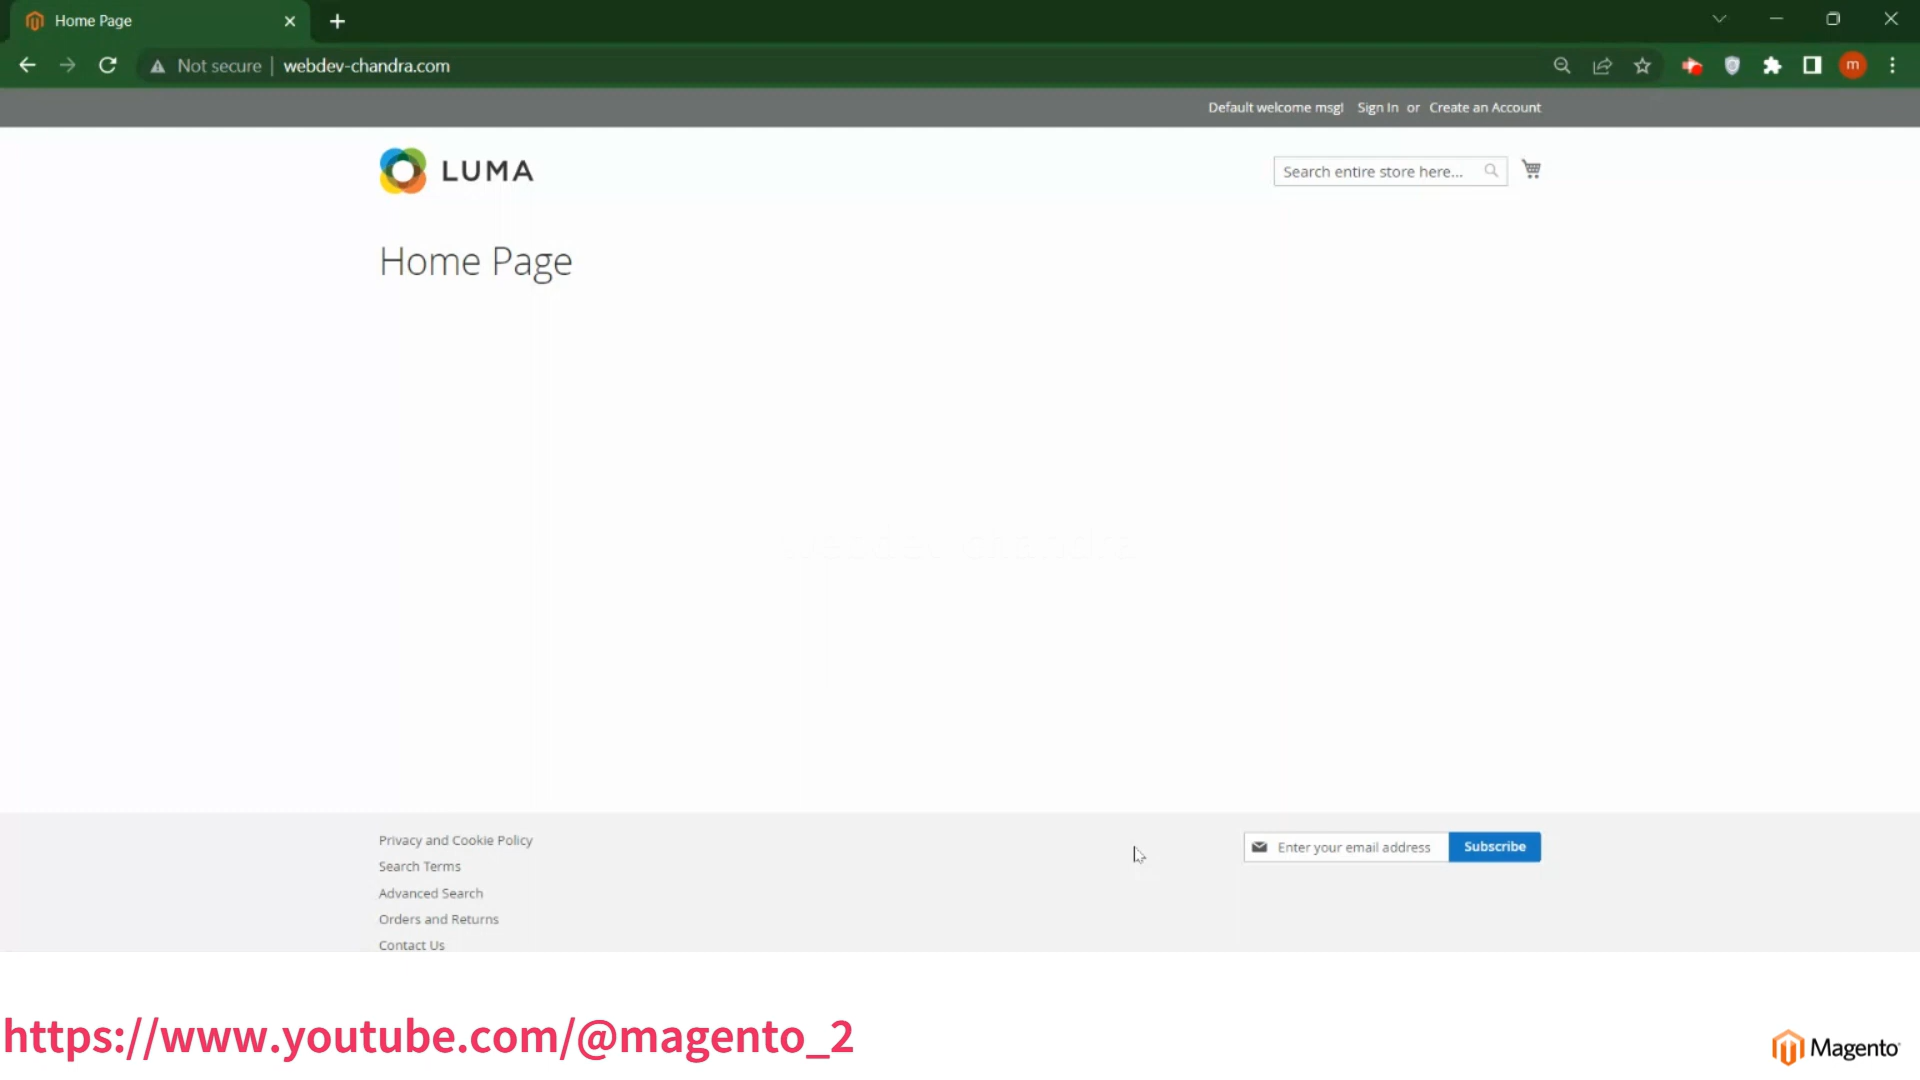 Home Page
Not secure
webdev-chandra.com
m
Default welcome msg! Sign In or Create an Account
LUMA
Search entire store here...
Home Page
webdev chandra
Privacy and Cookie Policy
Search Terms
Advanced Search
Orders and Returns
Contact Us
Enter your email address
Subscribe
https://www.youtube.com/@magento_2
Magento